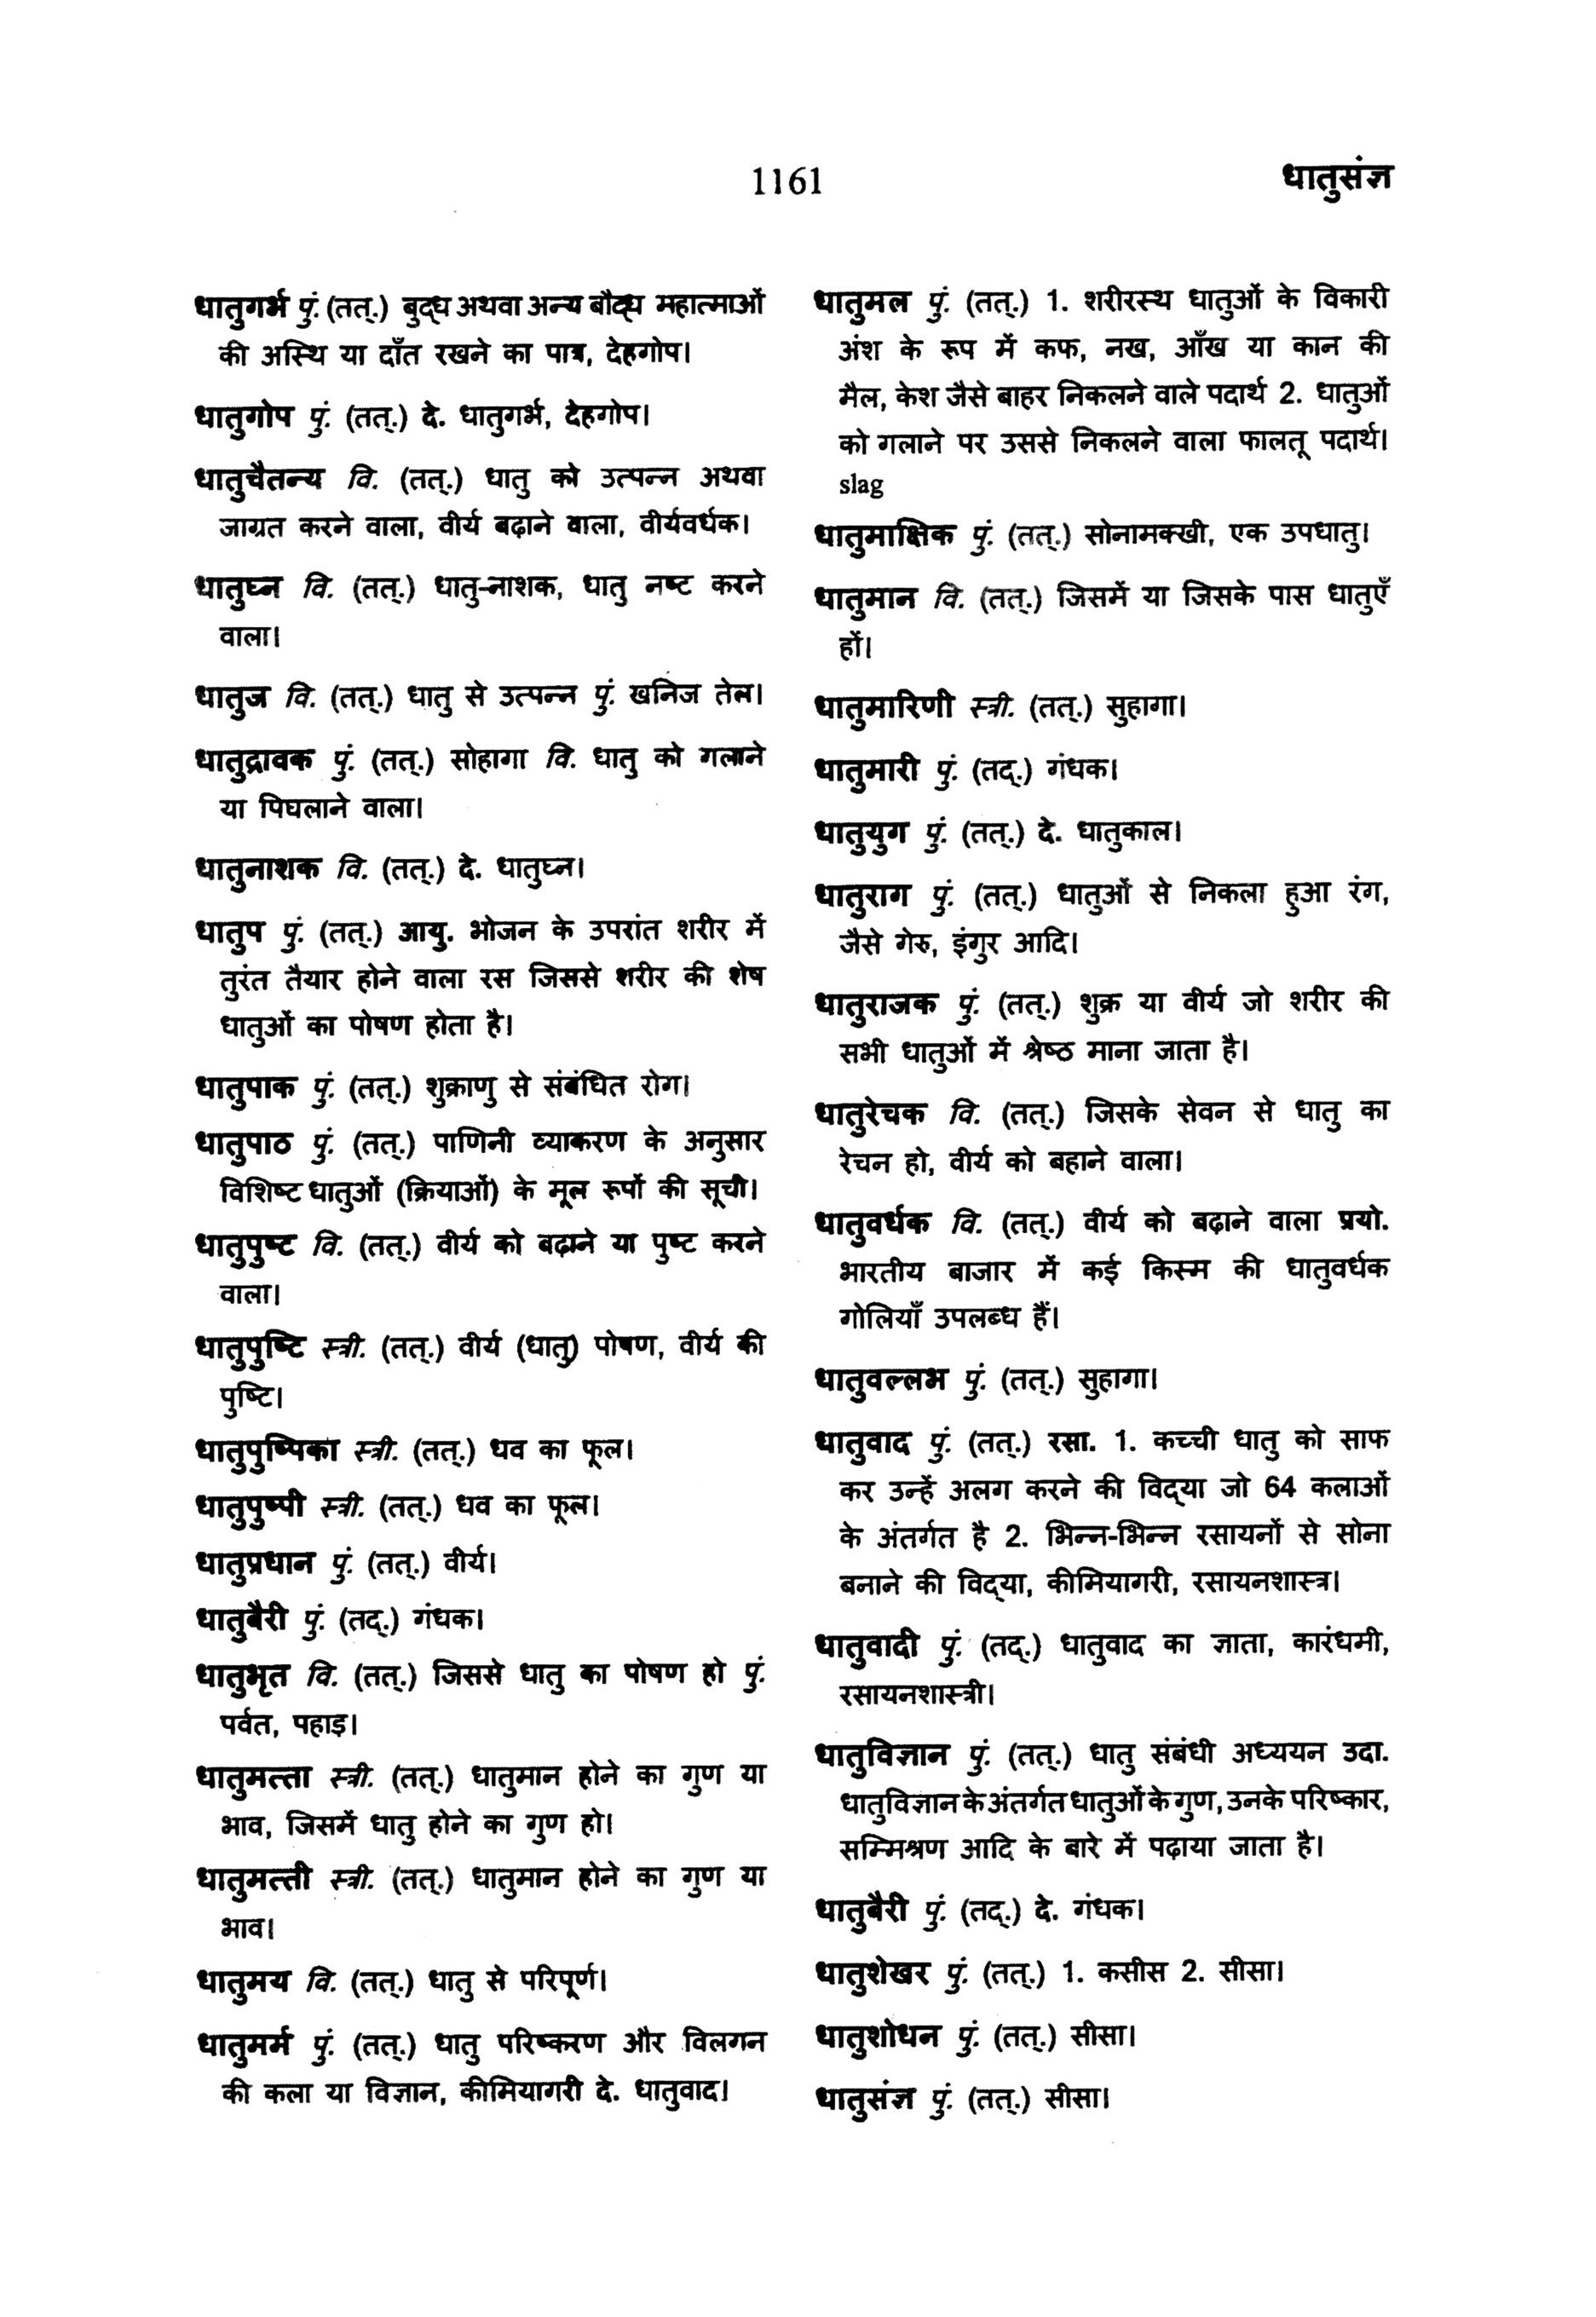 1161
धातुसंज्ञ
धातुगर्भ पुं. (तत्.) बुद्ध अथवा अन्य बौद्ध महात्माओं
की अस्थि या दाँत रखने का पात्र, देहगोप।
धातुगोप पुं. (तत्.) दे. धातुगर्भ, देहगोप।
धातुचैतन्य वि. (तत्.) धातु को उत्पन्न अथवा
जाग्रत करने वाला, वीर्य बढ़ाने वाला, वीर्यवर्धक।
धातुघ्न वि. (तत्.) धातु-नाशक, धातु नष्ट करने
वाला।
धातुज वि. (तत्.) धातु से उत्पन्न पुं. खनिज तेल।
धातुद्रावक पुं. (तत्.) सोहागा वि. धातु को गलाने
या पिघलाने वाला।
धातुनाशक वि. (तत्.) दे. धातुघ्न।
धातुप पुं. (तत्.) आयु. भोजन के उपरांत शरीर में
तुरंत तैयार होने वाला रस जिससे शरीर की शेष
धातुओं का पोषण होता है।
धातुपाक पुं. (तत्.) शुक्राणु से संबंधित रोग।
धातुपाठ पुं. (तत्.) पाणिनी व्याकरण के अनुसार
विशिष्ट धातुओं (क्रियाओं) के मूल रूपों की सूची।
धातुपुष्ट वि. (तत्.) वीर्य को बढ़ाने या पुष्ट करने
वाला।
धातुपुष्टि स्त्री. (तत्.) वीर्य (धातु) पोषण, वीर्य की
पुष्टि।
धातुपुष्पिका स्त्री. (तत्.) धव का फूल।
धातुपुष्पी स्त्री. (तत्.) धव का फूल।
धातुप्रधान पुं. (तत्.) वीर्य।
धातुबैरी पुं. (तद्.) गंधक।
धातुभृत वि. (तत्.) जिससे धातु का पोषण हो पुं.
पर्वत, पहाड़।
धातुमत्ता स्त्री. (तत्.) धातुमान होने का गुण या
भाव, जिसमें धातु होने का गुण हो।
धातुमत्ती स्त्री. (तत्.) धातुमान होने का गुण या
भाव।
धातुमय वि. (तत्.) धातु से परिपूर्ण।
धातुमर्म पुं. (तत्.) धातु परिष्करण और विलगन
की कला या विज्ञान, कीमियागरी दे. धातुवाद।
धातुमल पुं. (तत्.) 1. शरीरस्थ धातुओं के विकारी
अंश के रूप में कफ, नख, आँख या कान की
मैल, केश जैसे बाहर निकलने वाले पदार्थ 2. धातुओं
को गलाने पर उससे निकलने वाला फालतू पदार्थ।
slag
धातुमाक्षिक पुं. (तत्.) सोनामक्खी, एक उपधातु।
धातुमान वि. (तत्.) जिसमें या जिसके पास धातुएँ
हों।
धातुमारिणी स्त्री. (तत्.) सुहागा।
धातुमारी पुं. (तद्.) गंधक।
धातुयुग पुं. (तत्.) दे. धातुकाल।
धातुराग पुं. (तत्.) धातुओं से निकला हुआ रंग,
जैसे गेरु, इंगुर आदि।
धातुराजक पुं. (तत्.) शुक्र या वीर्य जो शरीर की
सभी धातुओं में श्रेष्ठ माना जाता है।
धातुरेचक वि. (तत्.) जिसके सेवन से धातु का
रेचन हो, वीर्य को बहाने वाला।
धातुवर्धक वि. (तत्.) वीर्य को बढ़ाने वाला प्रयो.
भारतीय बाजार में कई किस्म की धातुवर्धक
गोलियाँ उपलब्ध हैं।
धातुवल्लभ पुं. (तत्.) सुहागा।
धातुवाद पुं. (तत्.) रसा. 1. कच्ची धातु को साफ
कर उन्हें अलग करने की विद्या जो 64 कलाओं
के अंतर्गत है 2. भिन्न-भिन्न रसायनों से सोना
बनाने की विद्या, कीमियागरी, रसायनशास्त्र।
धातुवादी पुं. (तद्.) धातुवाद का ज्ञाता, कारंधमी,
रसायनशास्त्री।
धातुविज्ञान पुं. (तत्.) धातु संबंधी अध्ययन उदा.
धातुविज्ञान के अंतर्गत धातुओं के गुण, उनके परिष्कार,
सम्मिश्रण आदि के बारे में पढ़ाया जाता है।
धातुबैरी पुं. (तद्.) दे. गंधक।
धातुशेखर पुं. (तत्.) 1. कसीस 2. सीसा।
धातुशोधन पुं. (तत्.) सीसा।
धातुसंज्ञ पुं. (तत्.) सीसा।